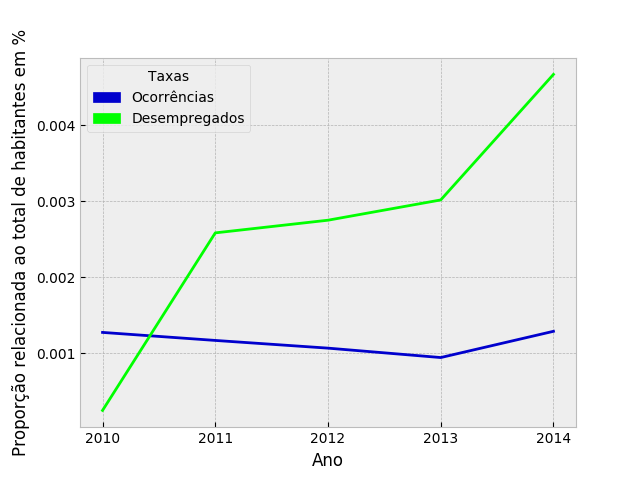 Proporção relacionada ao total de habitantes em %
Taxas
Ocorrências
Desempregados
0.004
0.003
0.002
0.001
2010 2011 2012 2013 2014
Ano